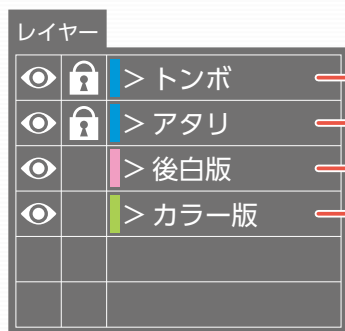 レイヤー
> トンボ
> アタリ
> 後白版
> カラー版